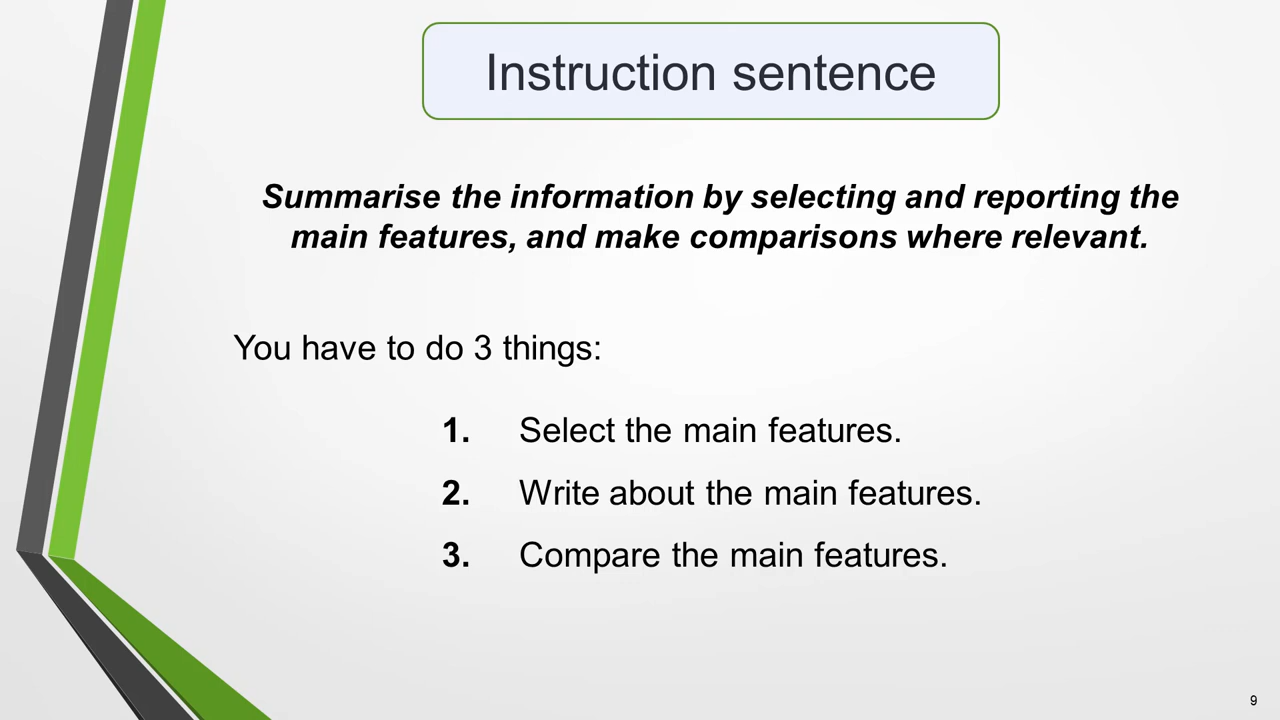 Instruction sentence
Summarise the information by selecting and reporting the
main features, and make comparisons where relevant.
You have to do 3 things:
1. Select the main features.
2. Write about the main features.
3. Compare the main features.
9